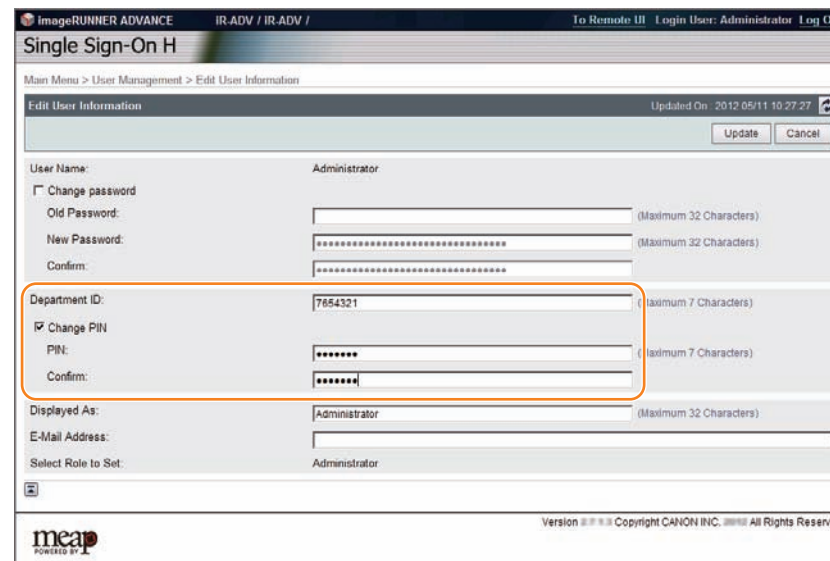 imageRUNNER ADVANCE IR-ADV / IR-ADV / To Remote UI Login User: Administrator Log O
Single Sign-On H
Main Menu > User Management > Edit User Information
Edit User Information Updated On : 2012 05/11 10:27:27
Update Cancel
User Name: Administrator
Change password
Old Password: (Maximum 32 Characters)
New Password: (Maximum 32 Characters)
Confirm:
Department ID: 7654321 (Maximum 7 Characters)
Change PIN
PIN: ••••••• (Maximum 7 Characters)
Confirm: •••••••
Displayed As: Administrator (Maximum 32 Characters)
E-Mail Address:
Select Role to Set: Administrator
Version Copyright CANON INC. All Rights Reserv
meap
POWERED BY